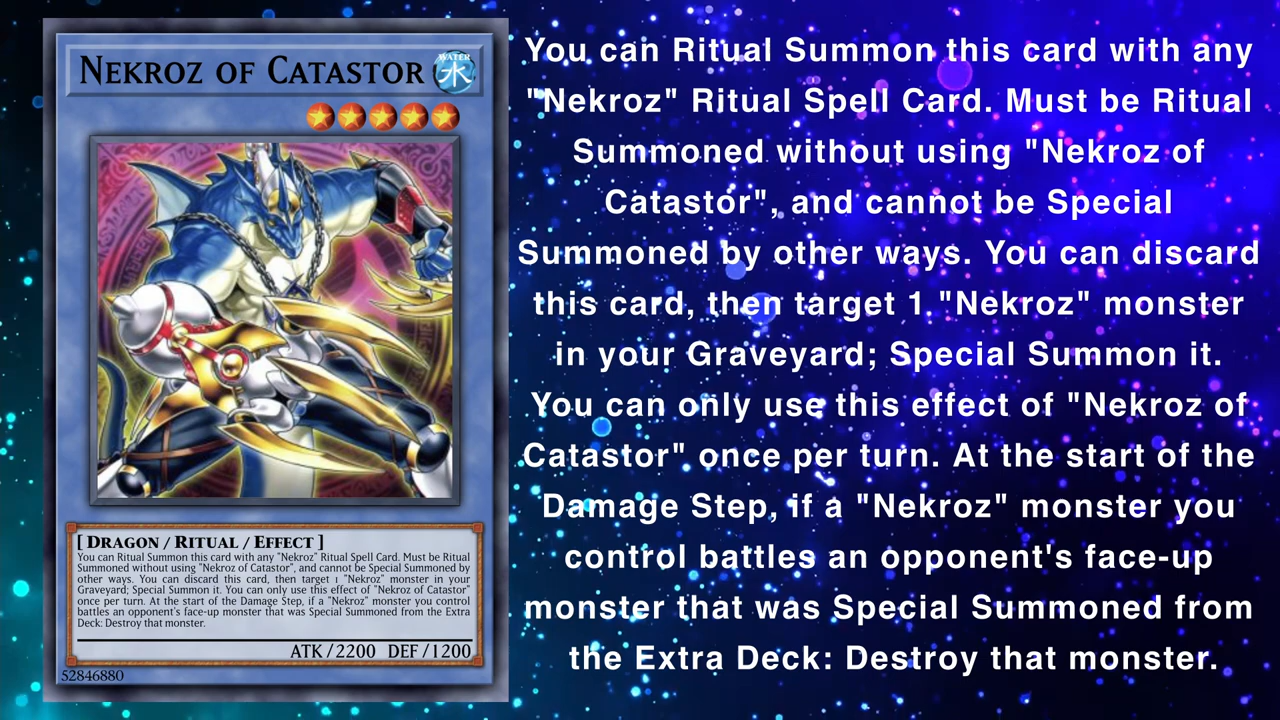 NEKROZ OF CATASTOR
WATER
水
[ DRAGON / RITUAL / EFFECT ]
You can Ritual Summon this card with any "Nekroz" Ritual Spell Card. Must be Ritual
Summoned without using "Nekroz of Catastor", and cannot be Special Summoned by
other ways. You can discard this card, then target 1 "Nekroz" monster in your
Graveyard; Special Summon it. You can only use this effect of "Nekroz of Catastor"
once per turn. At the start of the Damage Step, if a "Nekroz" monster you control
battles an opponent's face-up monster that was Special Summoned from the Extra
Deck: Destroy that monster.
ATK/2200 DEF/1200
52846880
You can Ritual Summon this card with any
"Nekroz" Ritual Spell Card. Must be Ritual
Summoned without using "Nekroz of
Catastor", and cannot be Special
Summoned by other ways. You can discard
this card, then target 1 "Nekroz" monster
in your Graveyard; Special Summon it.
You can only use this effect of "Nekroz of
Catastor" once per turn. At the start of the
Damage Step, if a "Nekroz" monster you
control battles an opponent's face-up
monster that was Special Summoned from
the Extra Deck: Destroy that monster.